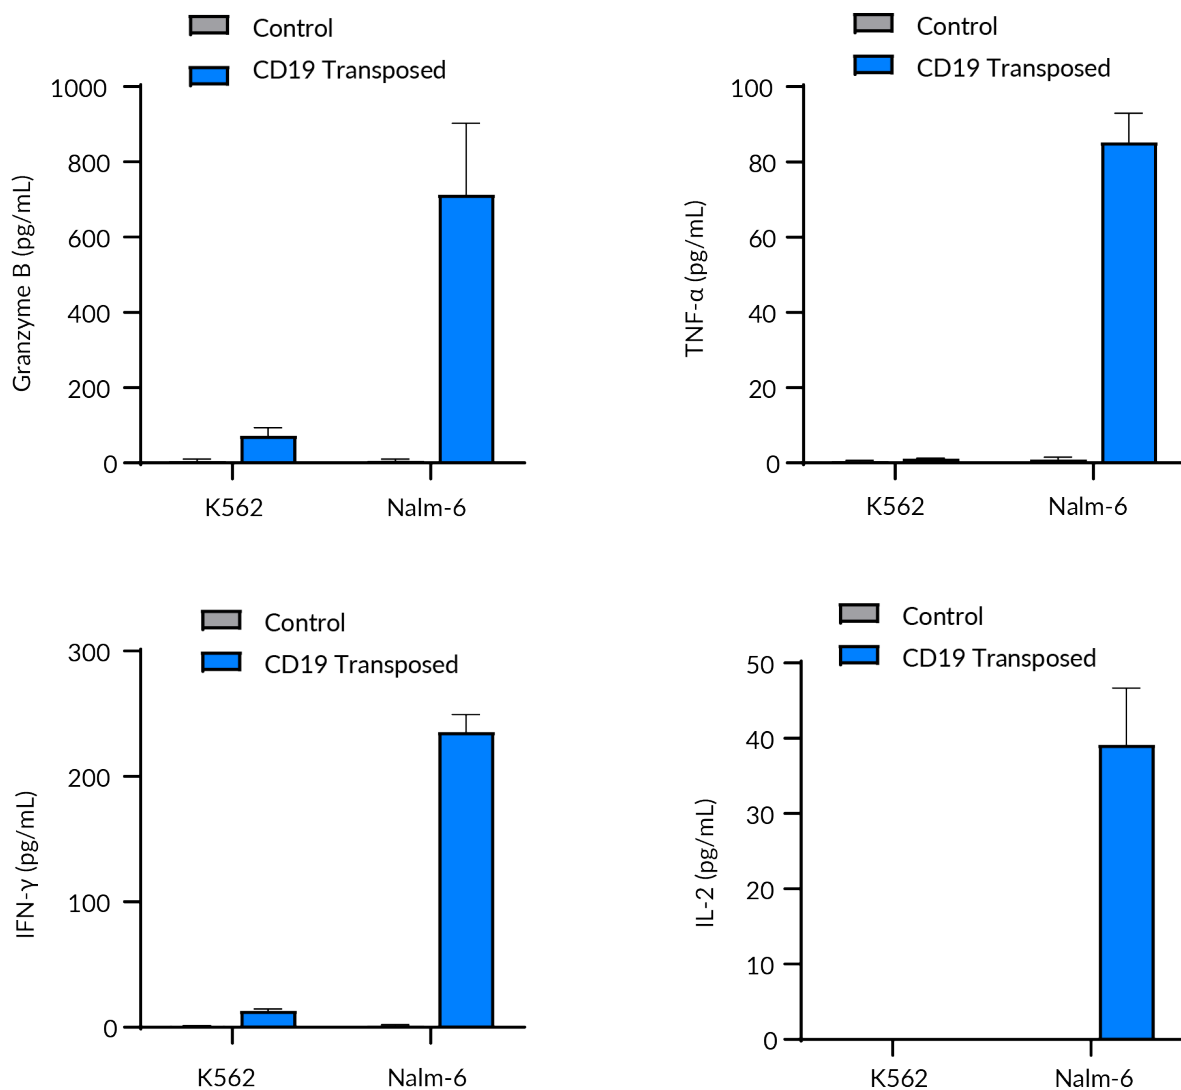 Control
CD19 Transposed
1000
800
600
400
200
0
Granzyme B (pg/mL)
K562
Nalm-6
Control
CD19 Transposed
100
80
60
40
20
0
TNF-α (pg/mL)
K562
Nalm-6
Control
CD19 Transposed
300
200
100
0
IFN-γ (pg/mL)
K562
Nalm-6
Control
CD19 Transposed
50
40
30
20
10
0
IL-2 (pg/mL)
K562
Nalm-6